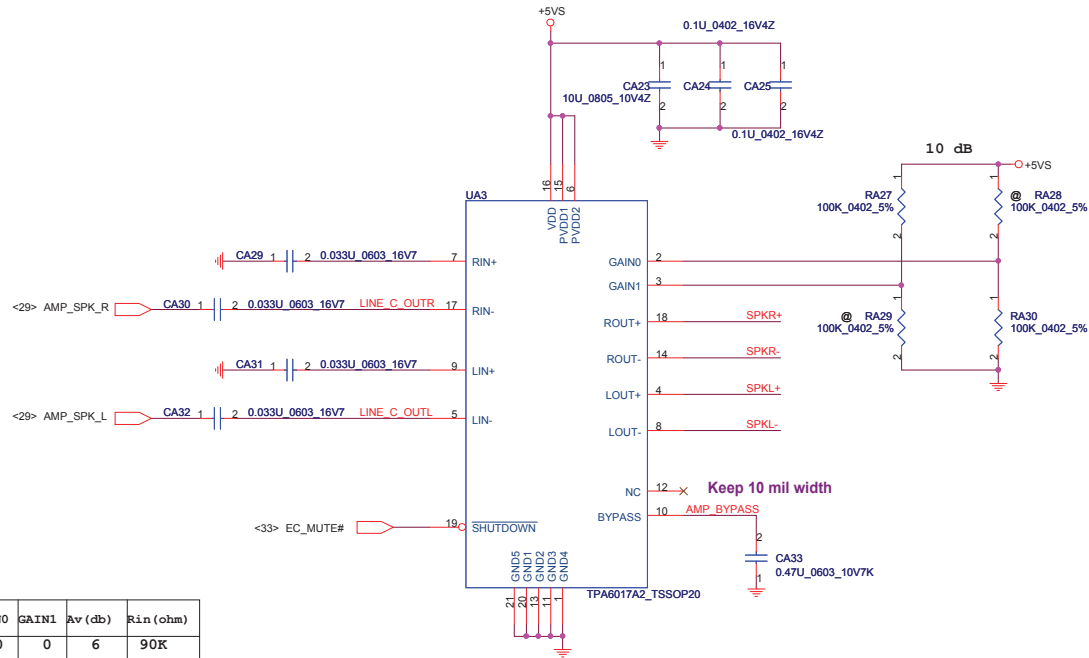 +5VS
0.1U_0402_16V4Z
CA23 1 2
10U_0805_10V4Z
CA24 1 2
CA25 1 2
0.1U_0402_16V4Z
10 dB
+5VS
RA27 1 2
100K_0402_5%
@ RA28 1 2
100K_0402_5%
@ RA29 1 2
100K_0402_5%
RA30 1 2
100K_0402_5%
UA3
16 15 6
VDD PVDD1 PVDD2
CA29 1 2 0.033U_0603_16V7 7 RIN+
<29> AMP_SPK_R CA30 1 2 0.033U_0603_16V7 LINE_C_OUTR 17 RIN-
CA31 1 2 0.033U_0603_16V7 9 LIN+
<29> AMP_SPK_L CA32 1 2 0.033U_0603_16V7 LINE_C_OUTL 5 LIN-
<33> EC_MUTE# 19 SHUTDOWN
GAIN0 2
GAIN1 3
ROUT+ 18 SPKR+
ROUT- 14 SPKR-
LOUT+ 4 SPKL+
LOUT- 8 SPKL-
NC 12 Keep 10 mil width
BYPASS 10 AMP_BYPASS
2 1 CA33
0.47U_0603_10V7K
GND5 GND1 GND2 GND3 GND4
21 20 13 11 1
TPA6017A2_TSSOP20
GAIN1 Av(db) Rin(ohm)
0 6 90K